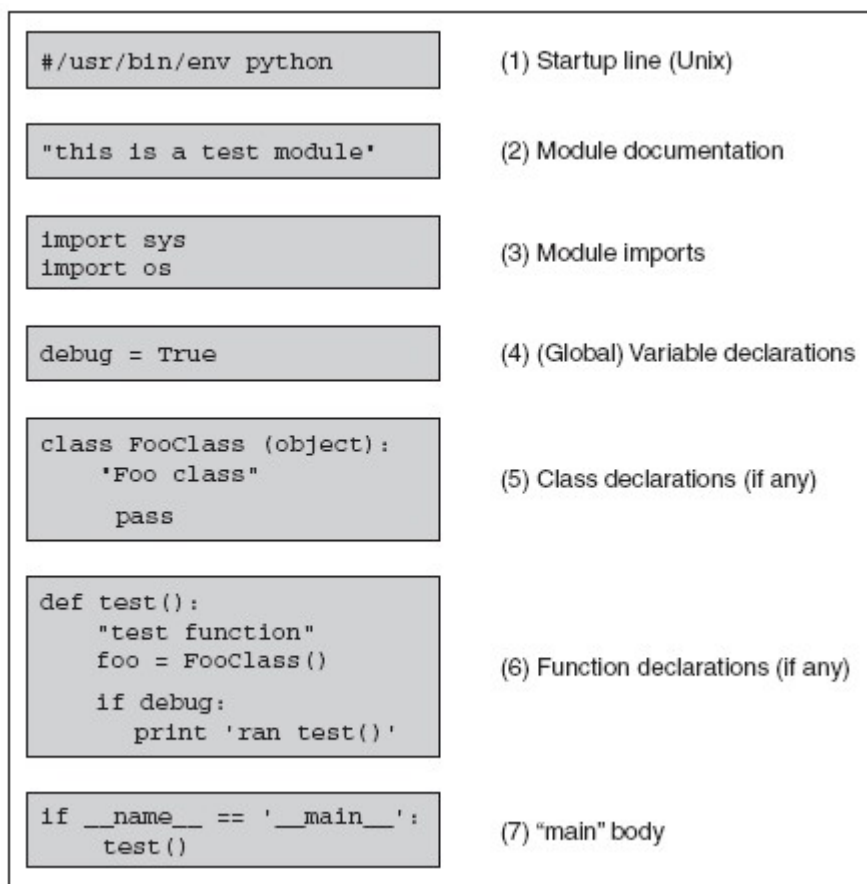 #/usr/bin/env python
(1) Startup line (Unix)
"this is a test module"
(2) Module documentation
import sys
import os
(3) Module imports
debug = True
(4) (Global) Variable declarations
class FooClass (object):
"Foo class"
pass
(5) Class declarations (if any)
def test():
"test function"
foo = FooClass()
if debug:
print 'ran test()'
(6) Function declarations (if any)
if __name__ == '__main__':
test()
(7) “main” body